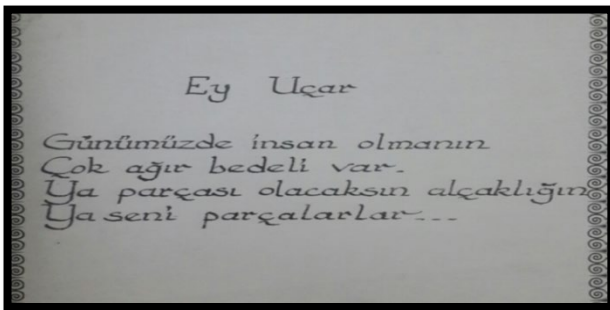 Ey Uçar
Günümüzde insan olmanın
Çok ağır bedeli var.
Ya parçası olacaksın alçaklığın
Ya seni parçalarlar...